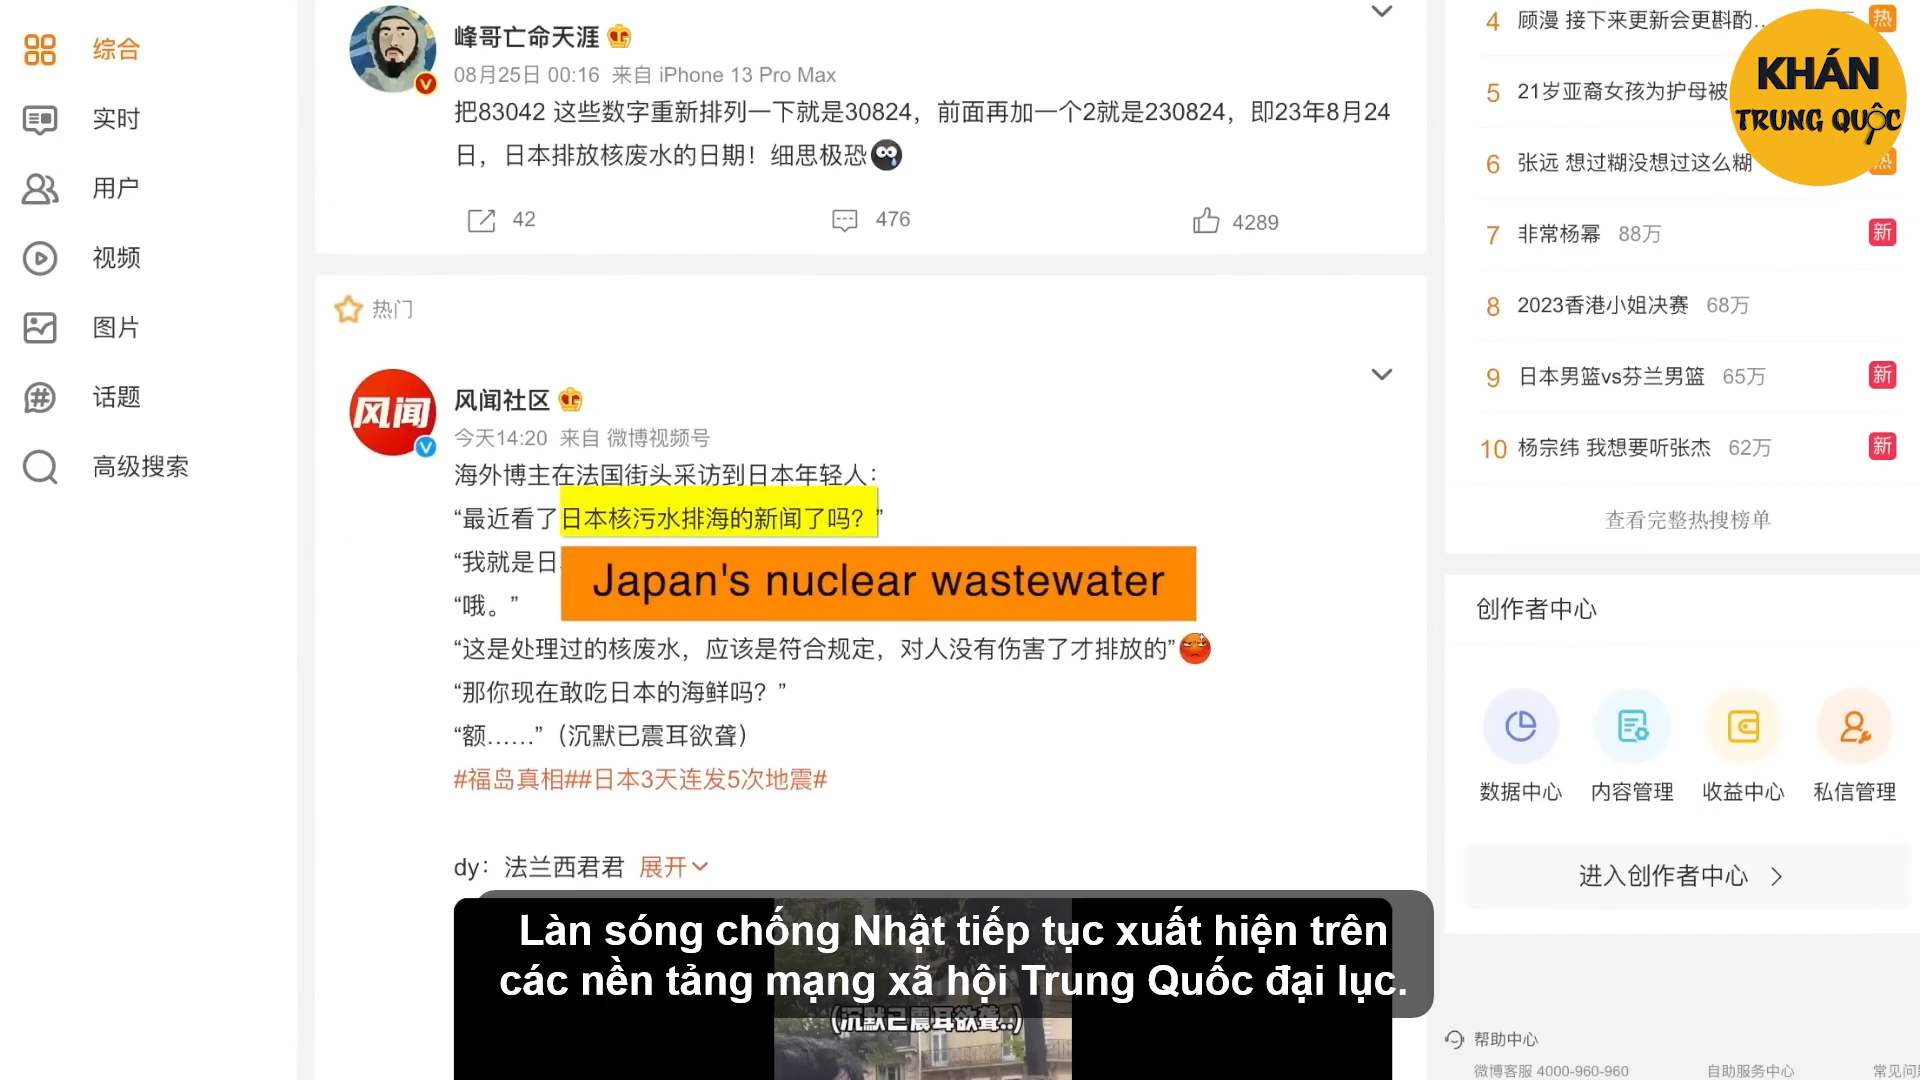 综合
实时
用户
视频
图片
话题
高级搜索
峰哥亡命天涯
08月25日 00:16 来自 iPhone 13 Pro Max
把83042 这些数字重新排列一下就是30824，前面再加一个2就是230824，即23年8月24
日，日本排放核废水的日期！细思极恐
42
476
4289
热门
风闻
风闻社区
今天14:20 来自 微博视频号
海外博主在法国街头采访到日本年轻人：
“最近看了日本核污水排海的新闻了吗？”
“我就是日
Japan's nuclear wastewater
“哦。”
“这是处理过的核废水，应该是符合规定，对人没有伤害了才排放的”
“那你现在敢吃日本的海鲜吗？”
“额……”（沉默已震耳欲聋）
#福岛真相##日本3天连发5次地震#
dy：法兰西君君 展开
Làn sóng chống Nhật tiếp tục xuất hiện trên
các nền tảng mạng xã hội Trung Quốc đại lục.
(沉默已震耳欲聋..)
4 顾漫 接下来更新会更斟酌... 热
5 21岁亚裔女孩为护母被
6 张远 想过糊没想过这么糊 热
7 非常杨幂 88万 新
8 2023香港小姐决赛 68万
9 日本男篮vs芬兰男篮 65万 新
10 杨宗纬 我想要听张杰 62万 新
查看完整热搜榜单
KHÁN
TRUNG QUỐC
创作者中心
数据中心
内容管理
收益中心
私信管理
进入创作者中心
帮助中心
微博客服 4000-960-960
自助服务中心
常见问